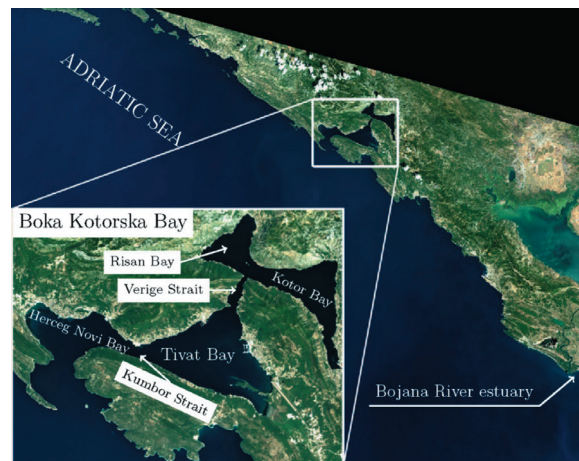 ADRIATIC SEA
Boka Kotorska Bay
Risan Bay
Verige Strait
Kotor Bay
Herceg Novi Bay
Tivat Bay
Kumbor Strait
Bojana River estuary